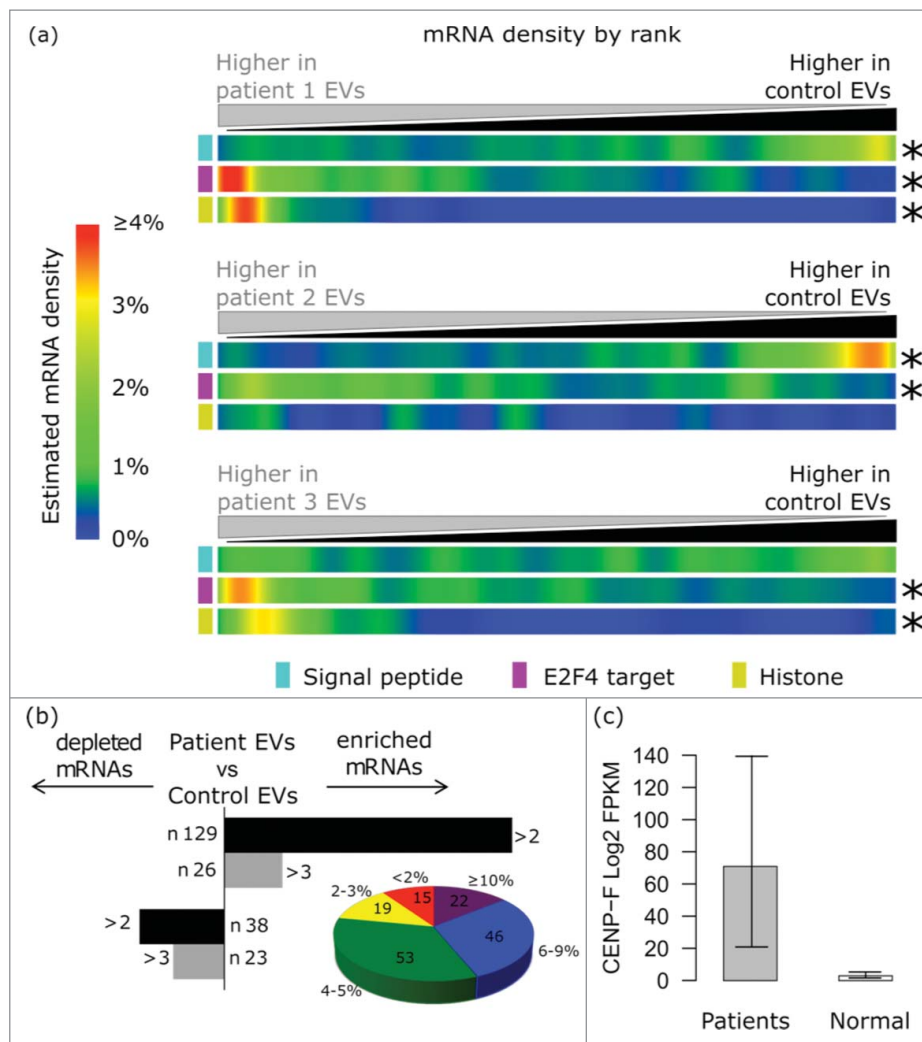 (a)
mRNA density by rank
Higher in
patient 1 EVs
Higher in
control EVs
*
*
*
Estimated mRNA density
≥4%
3%
2%
1%
0%
Higher in
patient 2 EVs
Higher in
control EVs
*
*
Higher in
patient 3 EVs
Higher in
control EVs
*
*
Signal peptide
E2F4 target
Histone
(b)
depleted
mRNAs
Patient EVs
vs
Control EVs
enriched
mRNAs
n 129
>2
n 26
>3
>2
n 38
>3
n 23
<2%
15
≥10%
22
2-3%
19
46
6-9%
53
4-5%
(c)
CENP-F Log2 FPKM
140
120
100
80
60
40
20
0
Patients
Normal